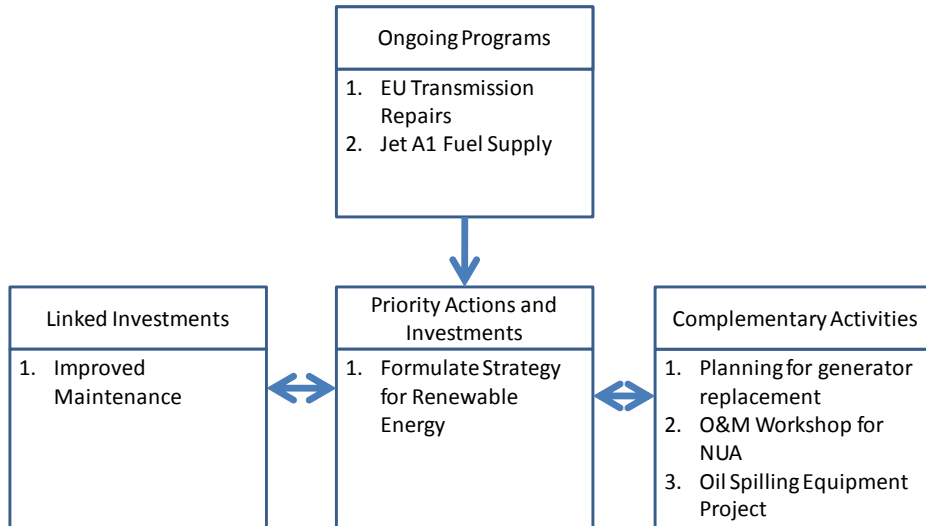 Ongoing Programs
1. EU Transmission
Repairs
2. Jet A1 Fuel Supply
Linked Investments
1. Improved
Maintenance
Priority Actions and
Investments
1. Formulate Strategy
for Renewable
Energy
Complementary Activities
1. Planning for generator
replacement
2. O&M Workshop for
NUA
3. Oil Spilling Equipment
Project